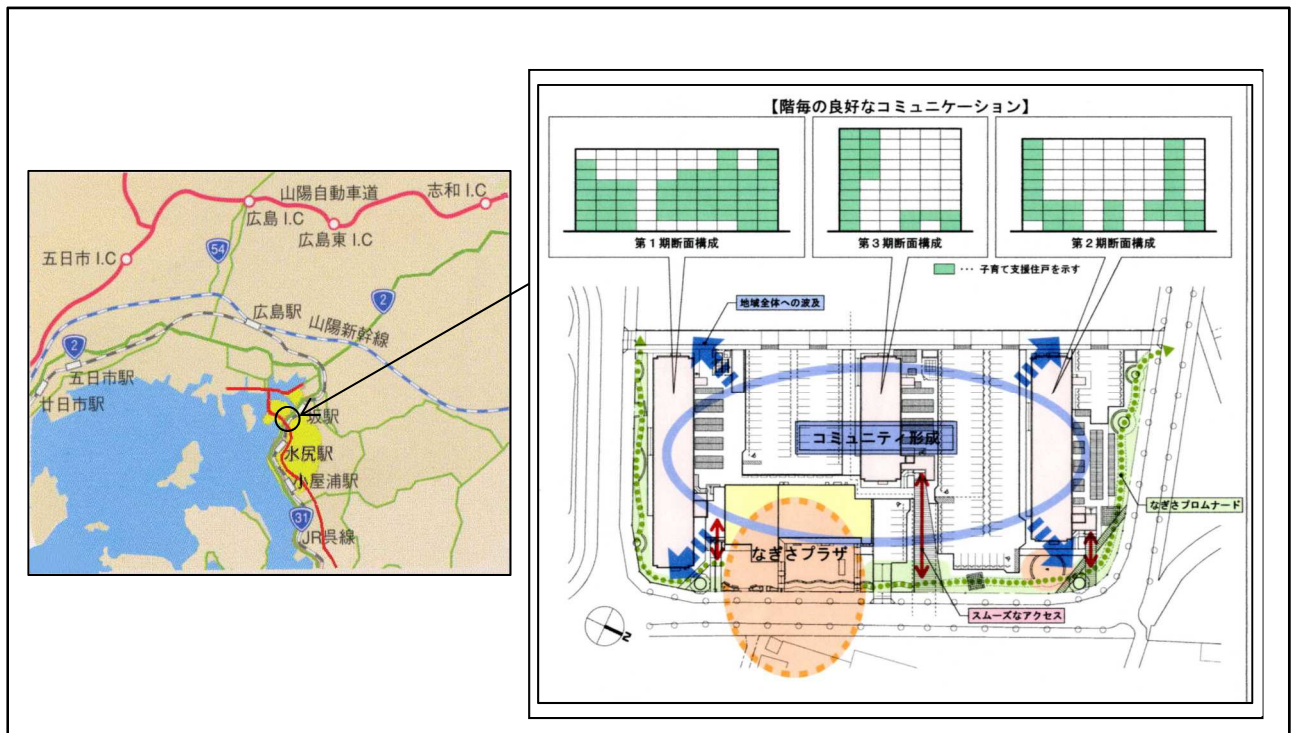 山陽自動車道
志和 I.C
広島 I.C
広島東 I.C
54
五日市 I.C
2
広島駅
山陽新幹線
2
五日市駅
廿日市駅
坂駅
水尻駅
小屋浦駅
31
JR呉線
【階毎の良好なコミュニケーション】
第1期断面構成
第3期断面構成
第2期断面構成
… 子育て支援住戸を示す
地域全体への波及
コミュニティ形成
なぎさプロムナード
なぎさプラザ
スムーズなアクセス
N